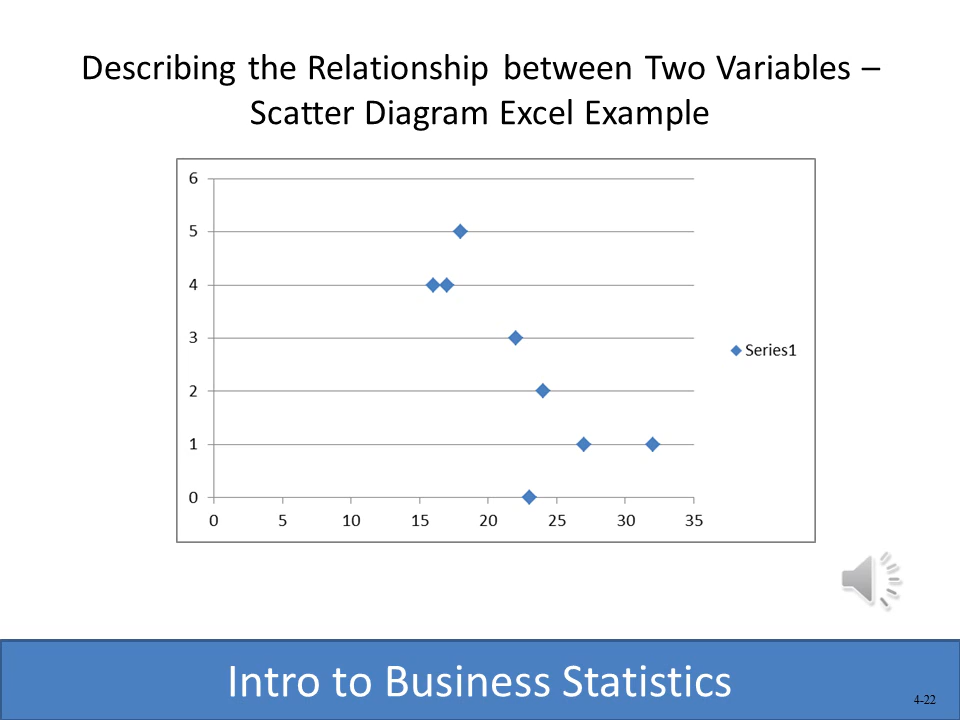 Describing the Relationship between Two Variables –
Scatter Diagram Excel Example
6
5
4
3
2
1
0
0 5 10 15 20 25 30 35
Series1
Intro to Business Statistics
4-22